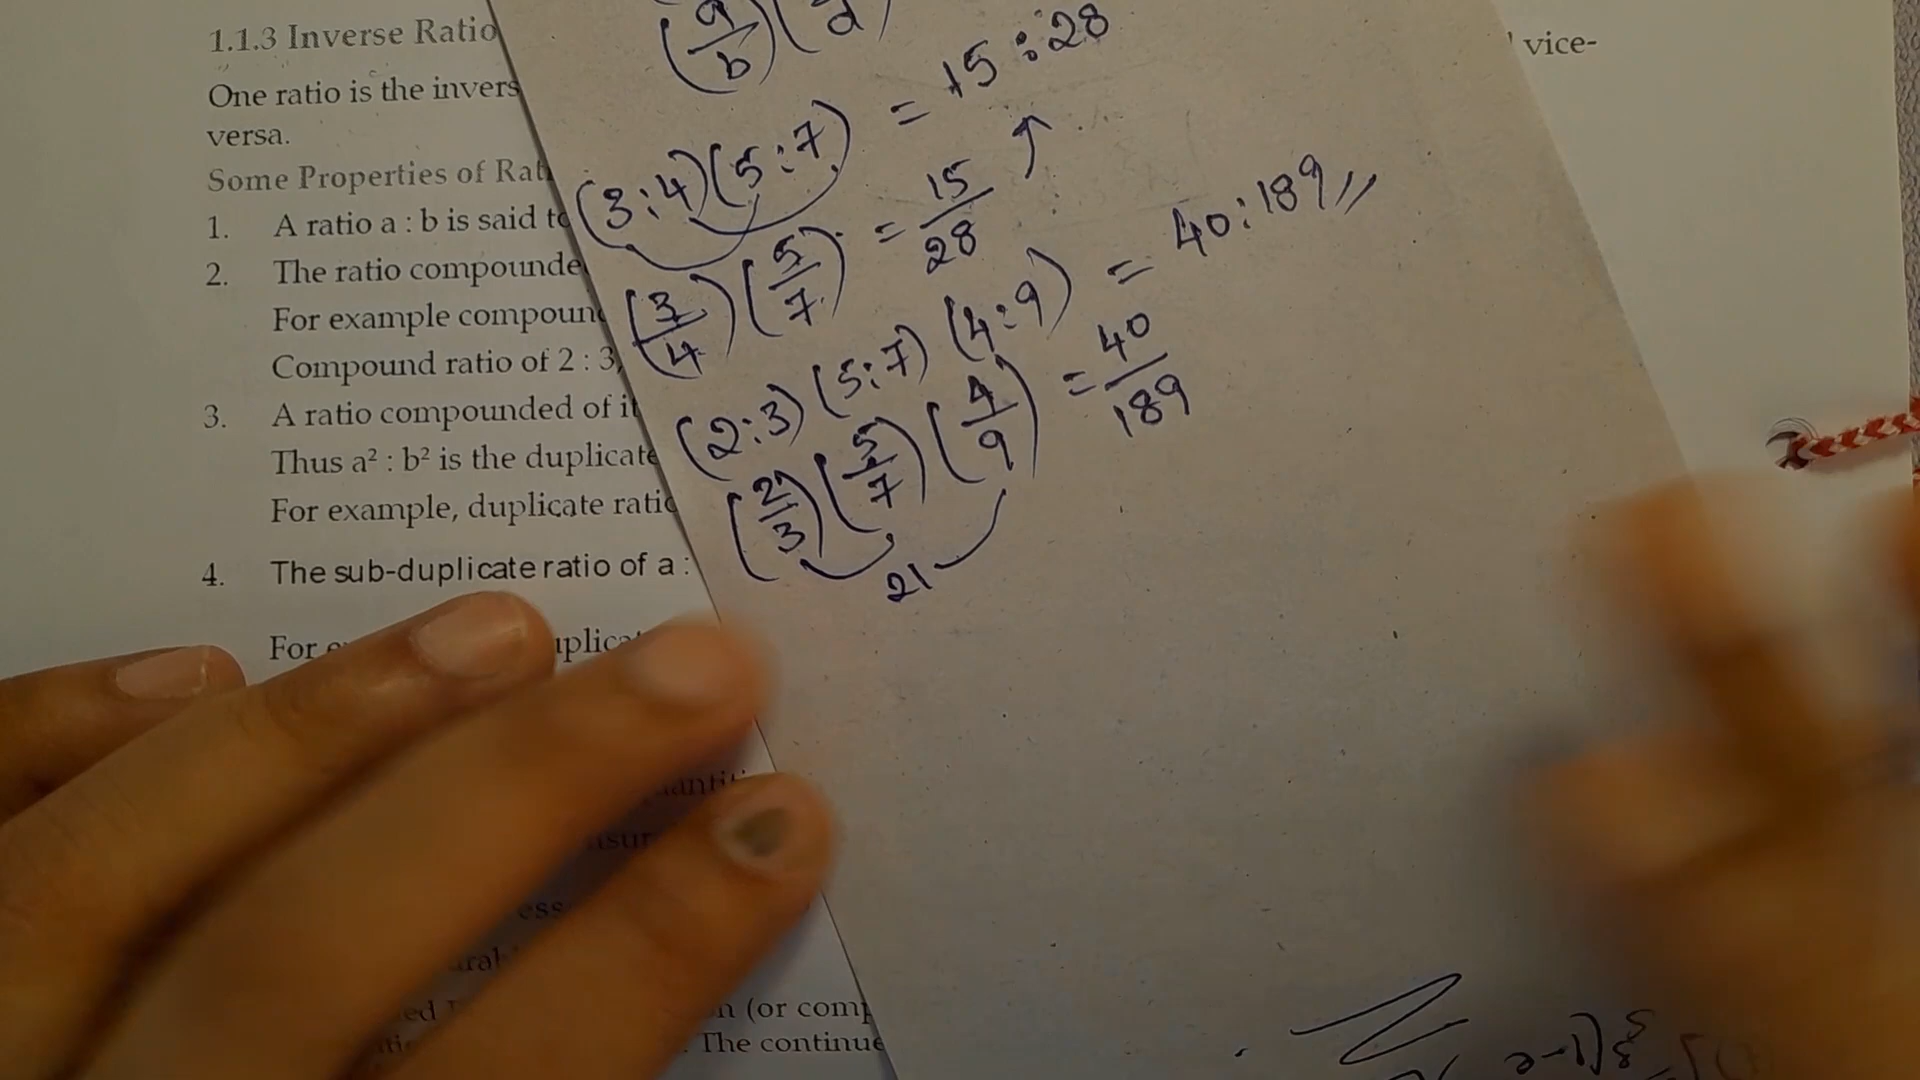 1.1.3 Inverse Ratio
One ratio is the invers
vice-
versa.
Some Properties of Rat
1. A ratio a : b is said to
2. The ratio compounde
For example compoun
Compound ratio of 2 : 3,
3. A ratio compounded of it
Thus a² : b² is the duplicate
For example, duplicate ratio
4. The sub-duplicate ratio of a :
For
n (or comp
The continue
(a/b)(
(3:4)(5:7) = 15:28
(3/4)(5/7) = 15/28
(2:3)(5:7)(4:9) = 40:189//
(2/3)(5/7)(4/9) = 40/189
21